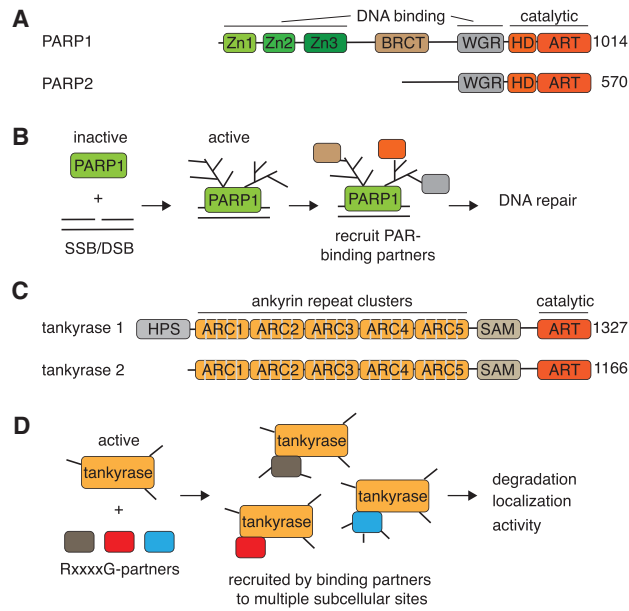 A
DNA binding
catalytic
PARP1
Zn1 Zn2 Zn3 BRCT WGR HD ART 1014
PARP2
WGR HD ART 570
B
inactive
active
PARP1
+
SSB/DSB
PARP1
PARP1
recruit PAR-
binding partners
DNA repair
C
ankyrin repeat clusters
catalytic
tankyrase 1
HPS ARC1 ARC2 ARC3 ARC4 ARC5 SAM ART 1327
tankyrase 2
ARC1 ARC2 ARC3 ARC4 ARC5 SAM ART 1166
D
active
tankyrase
+
RxxxxG-partners
tankyrase
tankyrase
tankyrase
recruited by binding partners
to multiple subcellular sites
degradation
localization
activity